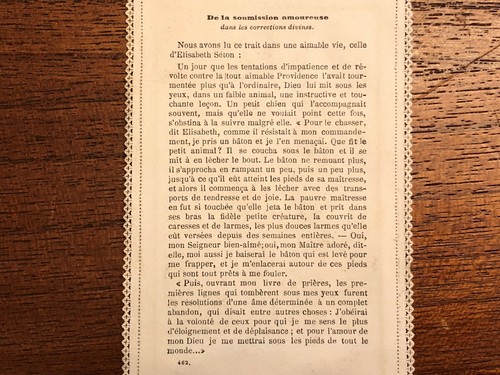 De la soumission amoureuse
dans les corrections divines.
Nous avons lu ce trait dans une aimable vie, celle
d'Elisabeth Séton :
Un jour que les tentations d'impatience et de ré-
volte contre la tout aimable Providence l'avait tour-
mentée plus qu'à l'ordinaire, Dieu lui mit sous les
yeux, dans un faible animal, une instructive et tou-
chante leçon. Un petit chien qui l'accompagnait
souvent, mais qu'elle ne voulait point cette fois,
s'obstina à la suivre malgré elle. « Pour le chasser,
dit Elisabeth, comme il résistait à mon commande-
ment, je pris un bâton et je l'en menaçai. Que fit le
petit animal? Il se coucha sous le bâton et il se
mit à en lécher le bout. Le bâton ne remuant plus,
il s'approcha en rampant un peu, puis un peu plus,
jusqu'à ce qu'il eût atteint les pieds de sa maîtresse,
et alors il commença à les lécher avec des trans-
ports de tendresse et de joie. La pauvre maîtresse
en fut si touchée qu'elle jeta le bâton et prit dans
ses bras la fidèle petite créature, la couvrit de
caresses et de larmes, les plus douces larmes qu'elle
eût versées depuis des semaines entières. — Oui,
mon Seigneur bien-aimé; oui, mon Maître adoré, dit-
elle, moi aussi je baiserai le bâton qui est levé pour
me frapper, et je m'enlacerai autour de ces pieds
qui sont tout prêts à me fouler.
« Puis, ouvrant mon livre de prières, les pre-
mières lignes qui tombèrent sous mes yeux furent
les résolutions d'une âme déterminée à un complet
abandon, qui disait entre autres choses : J'obéirai
à la volonté de ceux pour qui je me sens le plus
d'éloignement et de déplaisance ; et pour l'amour de
mon Dieu je me mettrai sous les pieds de tout le
monde...»
462.